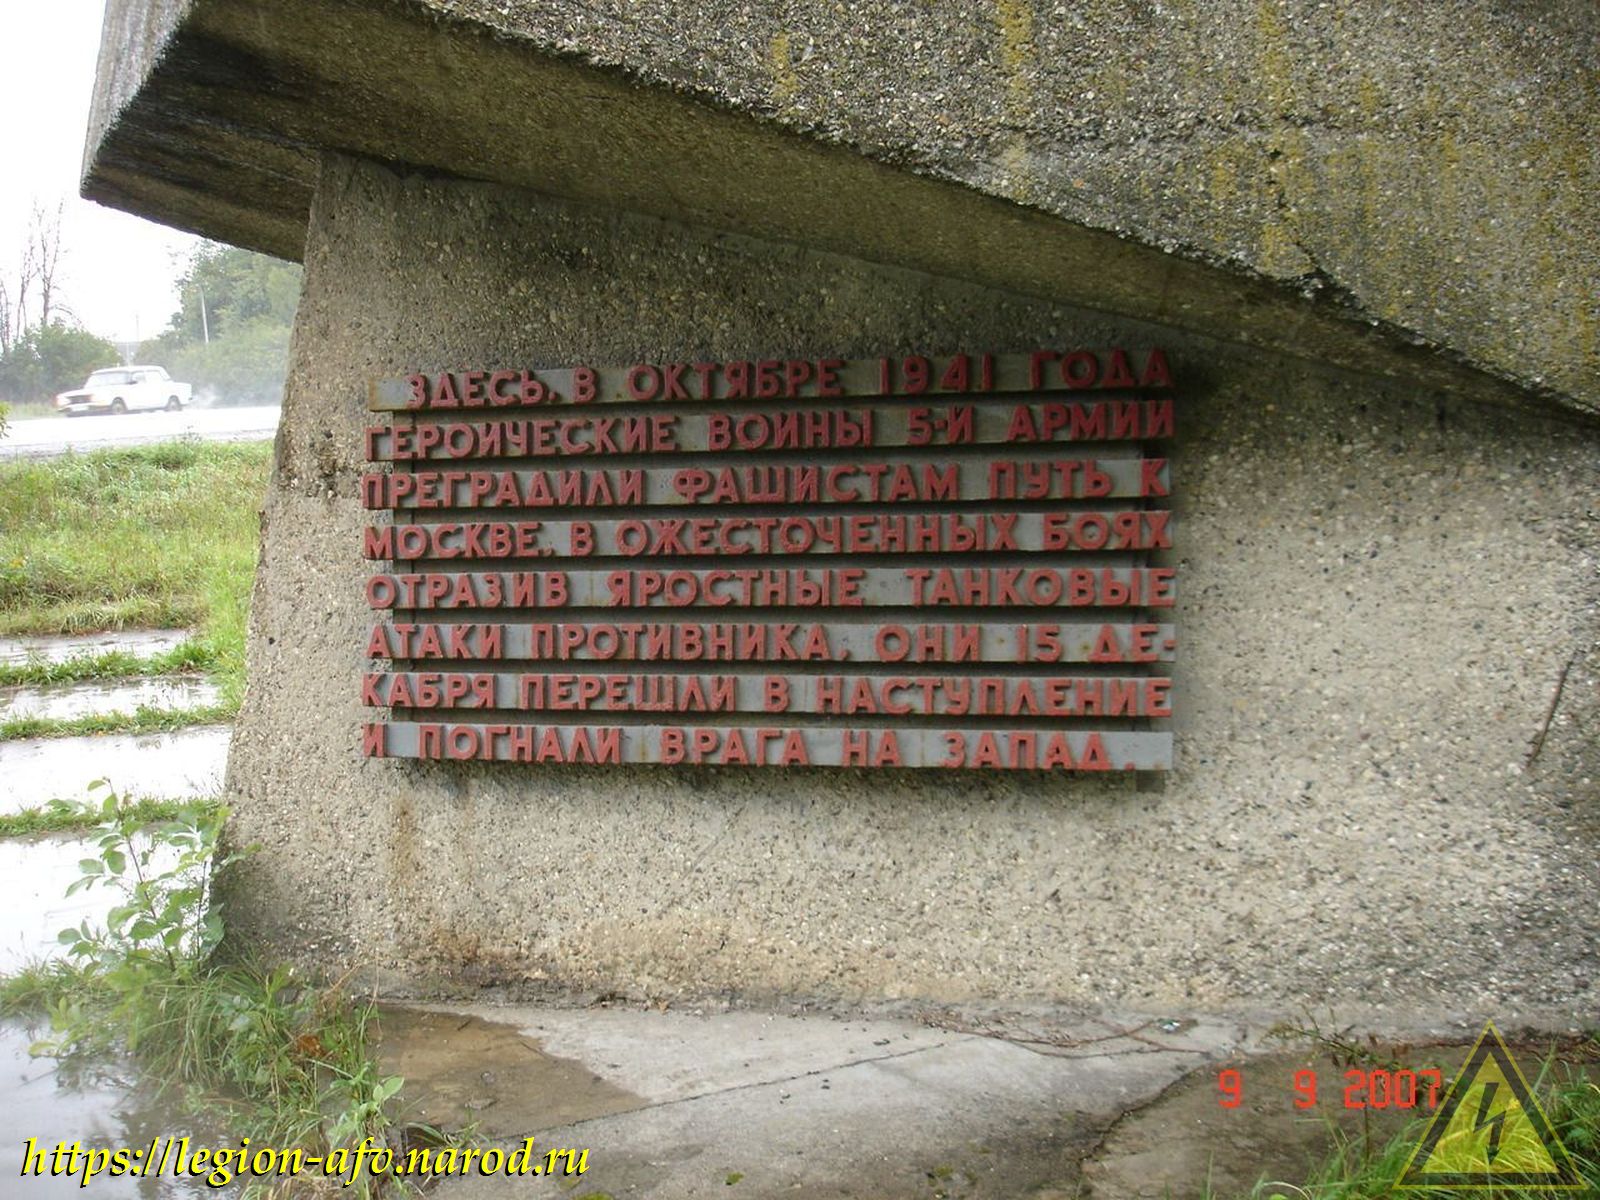 ЗДЕСЬ, В ОКТЯБРЕ 1941 ГОДА
ГЕРОИЧЕСКИЕ ВОИНЫ 5-Й АРМИИ
ПРЕГРАДИЛИ ФАШИСТАМ ПУТЬ К
МОСКВЕ. В ОЖЕСТОЧЕННЫХ БОЯХ
ОТРАЗИВ ЯРОСТНЫЕ ТАНКОВЫЕ
АТАКИ ПРОТИВНИКА, ОНИ 15 ДЕ-
КАБРЯ ПЕРЕШЛИ В НАСТУПЛЕНИЕ
И ПОГНАЛИ ВРАГА НА ЗАПАД.
9 9 2007
https://legion-afv.narod.ru